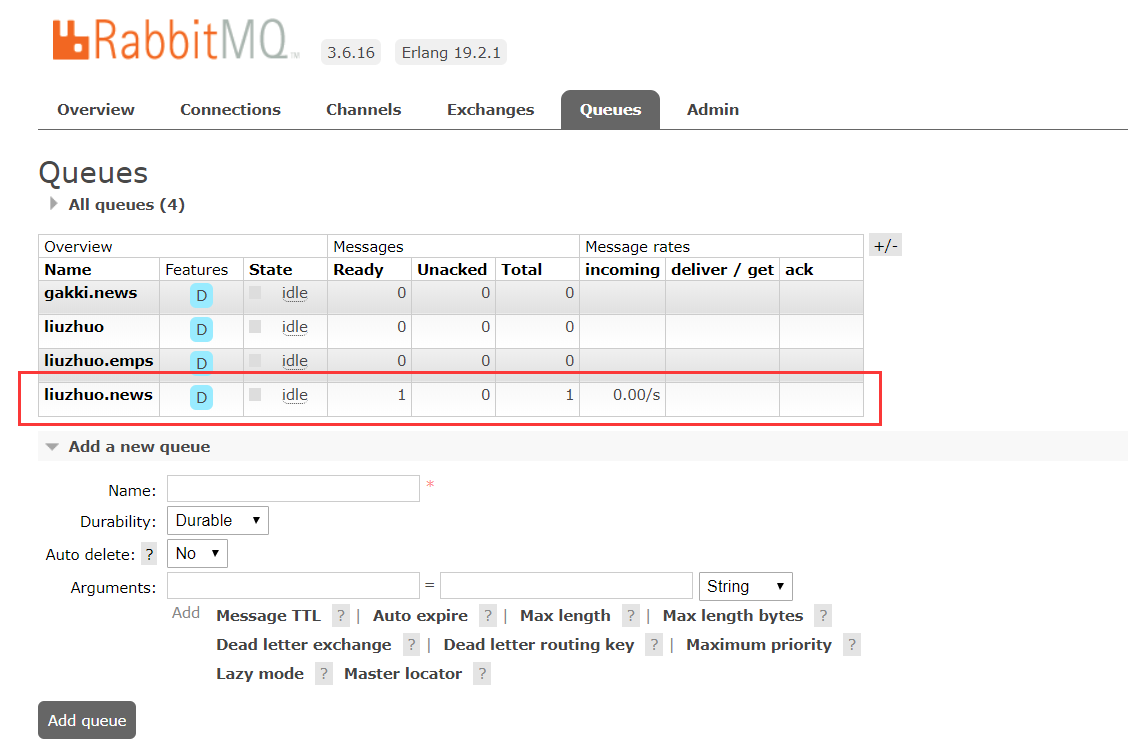 RabbitMQ TM 3.6.16 Erlang 19.2.1
Overview Connections Channels Exchanges Queues Admin
Queues
All queues (4)
Overview Messages Message rates +/-
Name Features State Ready Unacked Total incoming deliver / get ack
gakki.news D idle 0 0 0
liuzhuo D idle 0 0 0
liuzhuo.emps D idle 0 0 0
liuzhuo.news D idle 1 0 1 0.00/s
Add a new queue
Name: *
Durability: Durable
Auto delete: ? No
Arguments: = String
Add Message TTL ? | Auto expire ? | Max length ? | Max length bytes ?
Dead letter exchange ? | Dead letter routing key ? | Maximum priority ?
Lazy mode ? Master locator ?
Add queue